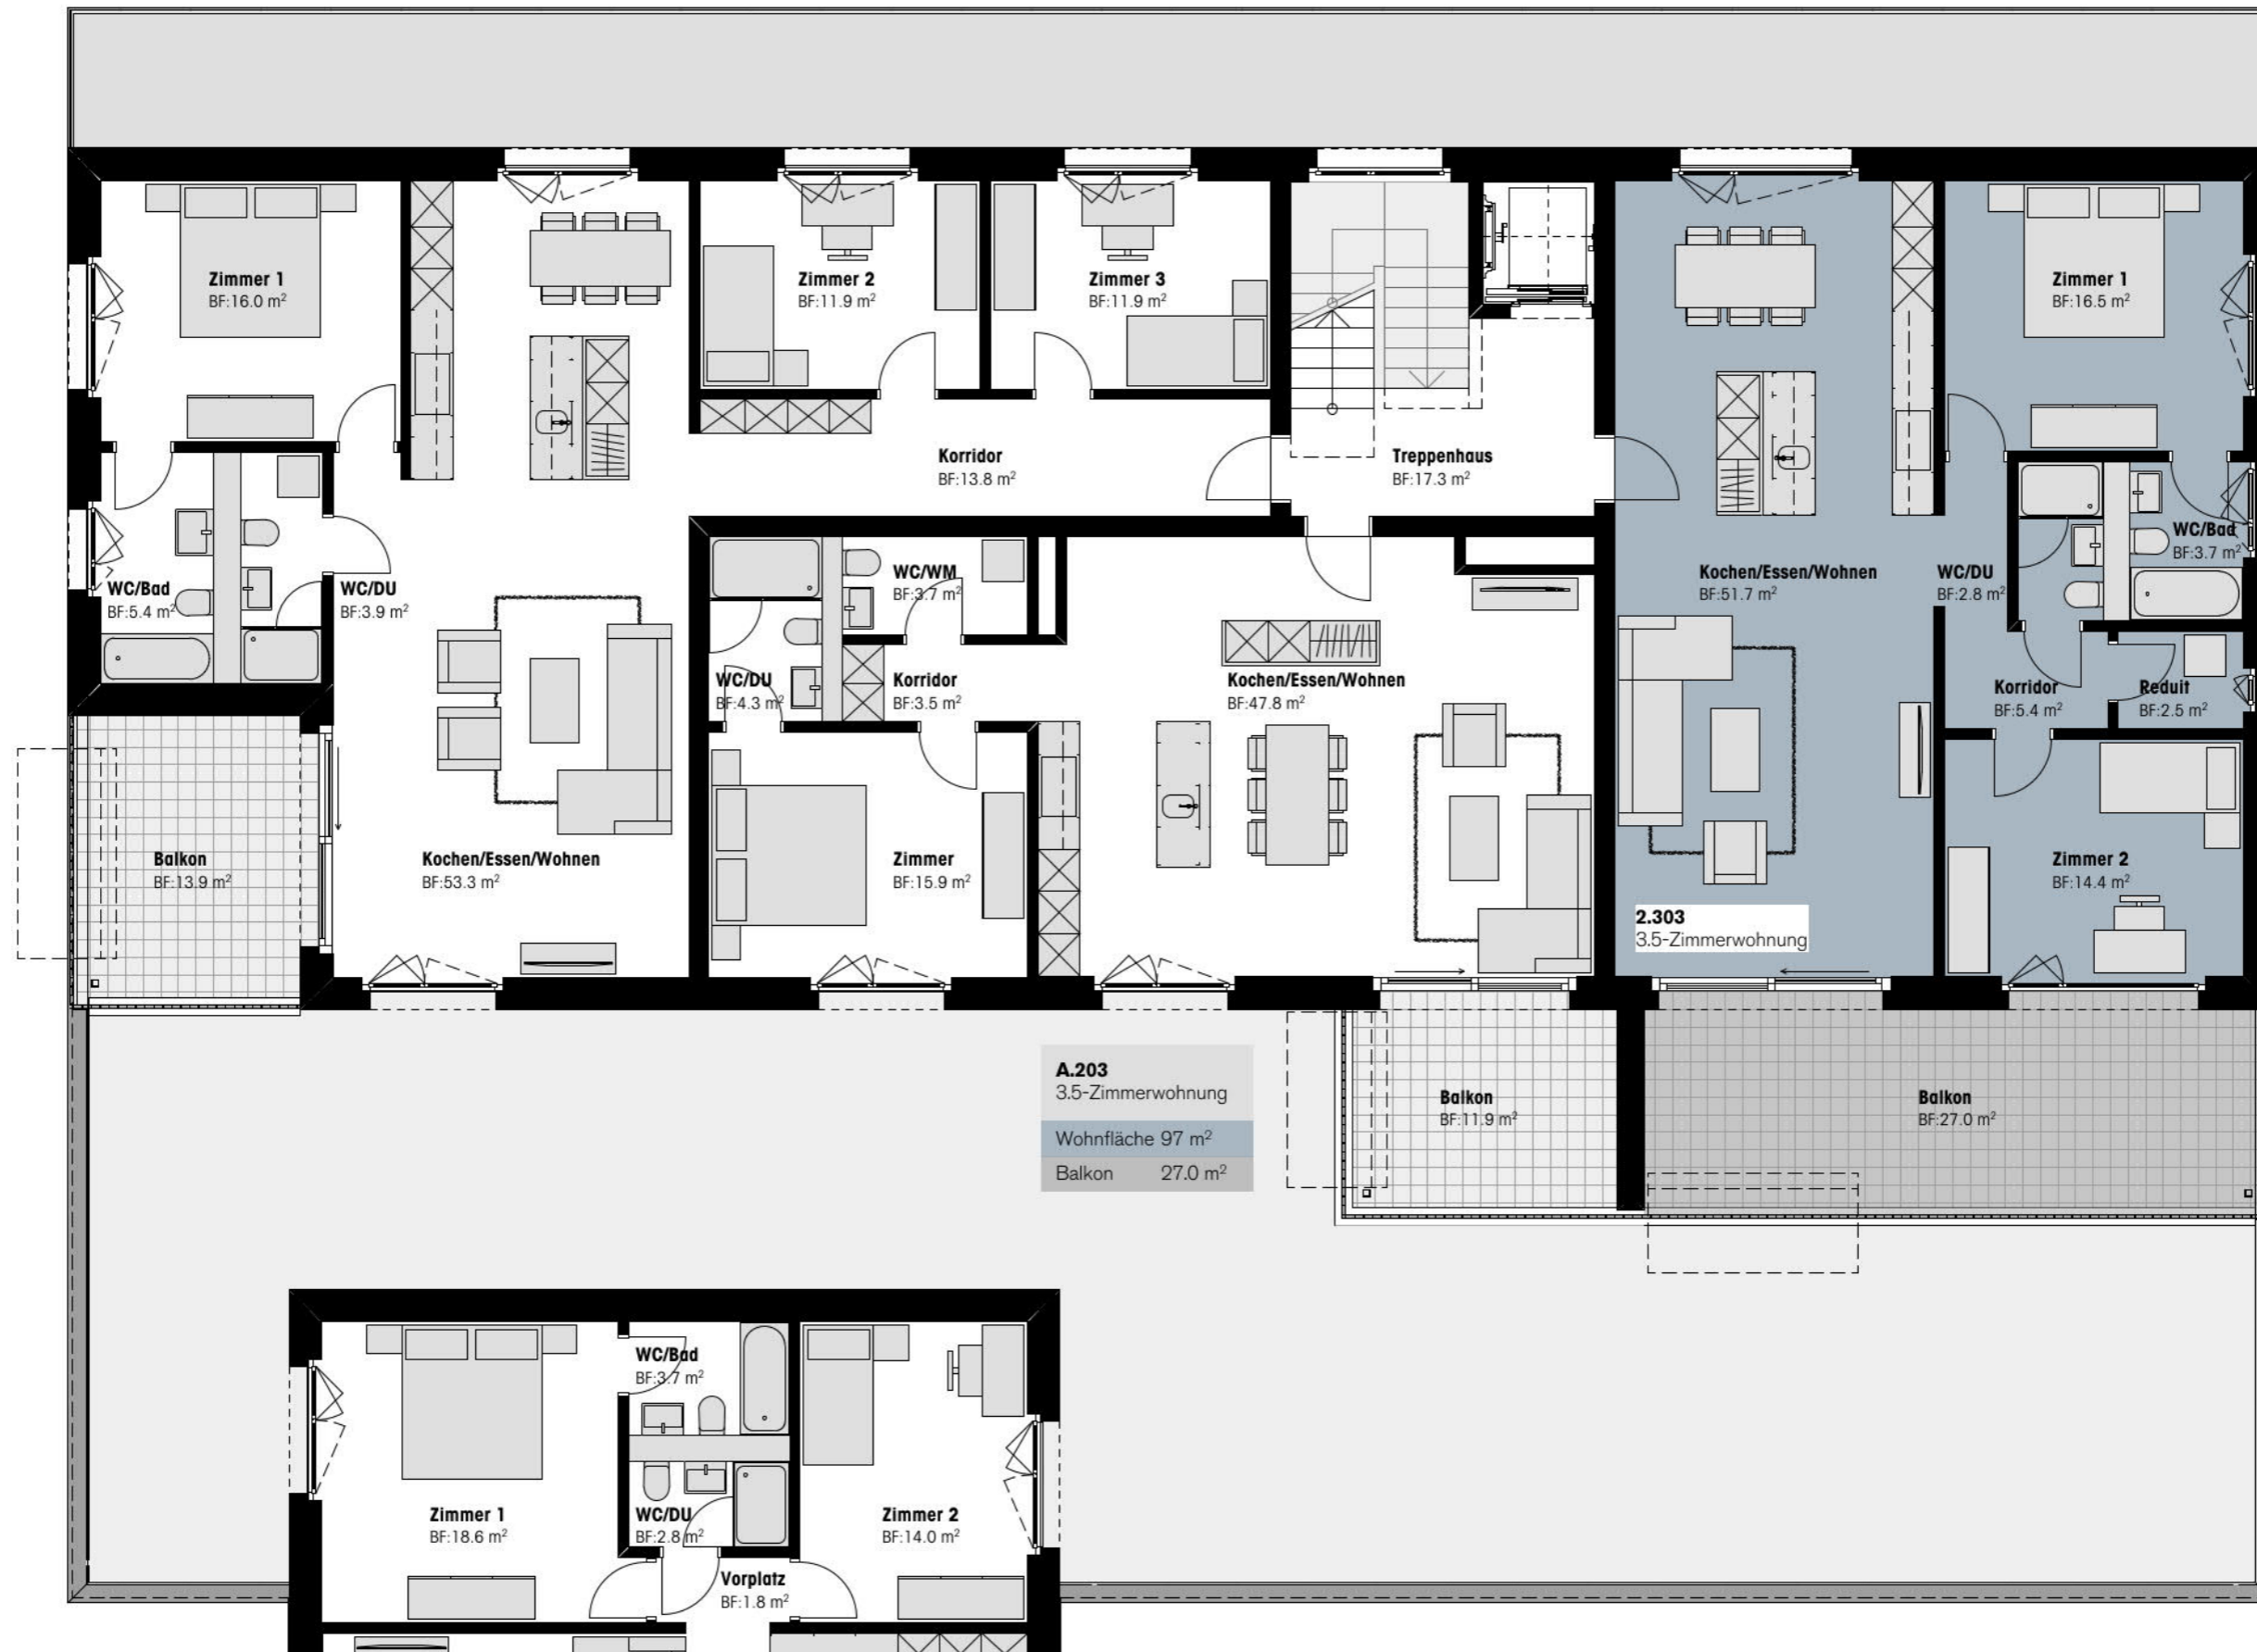 Zimmer 1
BF:16.0 m²
Zimmer 2
BF:11.9 m²
Zimmer 3
BF:11.9 m²
Zimmer 1
BF:16.5 m²
Korridor
BF:13.8 m²
Treppenhaus
BF:17.3 m²
WC/Bad
BF:3.7 m²
WC/Bad
BF:5.4 m²
WC/DU
BF:3.9 m²
WC/WM
BF:3.7 m²
Kochen/Essen/Wohnen
BF:51.7 m²
WC/DU
BF:2.8 m²
WC/DU
BF:4.3 m²
Korridor
BF:3.5 m²
Kochen/Essen/Wohnen
BF:47.8 m²
Korridor
BF:5.4 m²
Reduit
BF:2.5 m²
Balkon
BF:13.9 m²
Kochen/Essen/Wohnen
BF:53.3 m²
Zimmer
BF:15.9 m²
Zimmer 2
BF:14.4 m²
2.303
3.5-Zimmerwohnung
A.203
3.5-Zimmerwohnung
Wohnfläche 97 m²
Balkon 27.0 m²
Balkon
BF:11.9 m²
Balkon
BF:27.0 m²
WC/Bad
BF:3.7 m²
Zimmer 1
BF:18.6 m²
WC/DU
BF:2.8 m²
Zimmer 2
BF:14.0 m²
Vorplatz
BF:1.8 m²